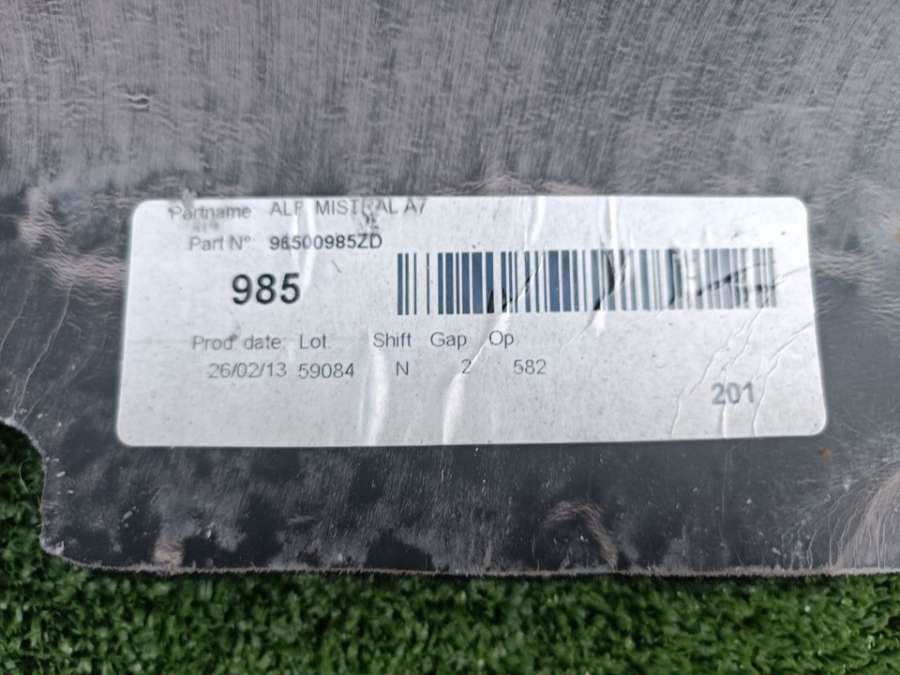 Partname: ALF MISTRAL A7
Part N°: 96500985ZD
985
Prod date: Lot Shift Gap Op
26/02/13 59084 N 2 582
201